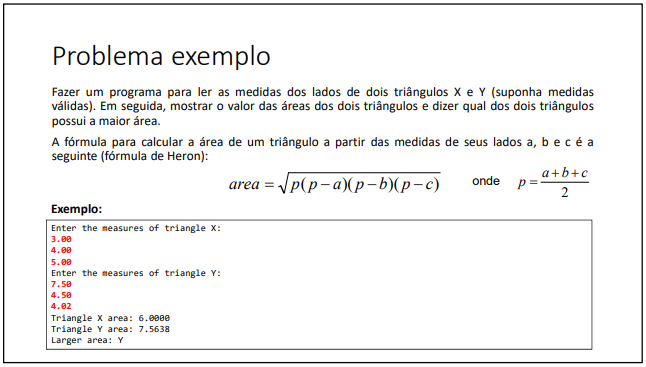 Problema exemplo
Fazer um programa para ler as medidas dos lados de dois triângulos X e Y (suponha medidas
válidas). Em seguida, mostrar o valor das áreas dos dois triângulos e dizer qual dos dois triângulos
possui a maior área.
A fórmula para calcular a área de um triângulo a partir das medidas de seus lados a, b e c é a
seguinte (fórmula de Heron):
area = √p(p − a)(p − b)(p − c) onde p = a + b + c / 2
Exemplo:
Enter the measures of triangle X:
3.00
4.00
5.00
Enter the measures of triangle Y:
7.50
4.50
4.02
Triangle X area: 6.0000
Triangle Y area: 7.5638
Larger area: Y